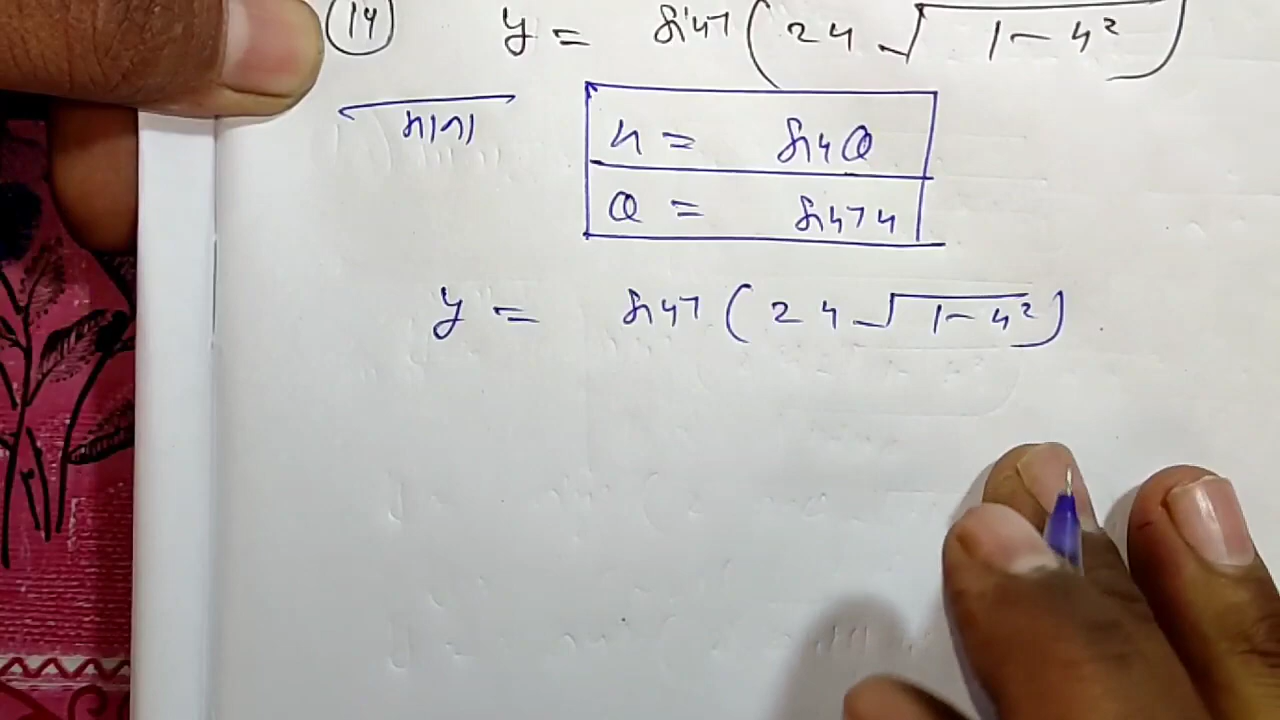 (14) y = sin⁻¹(2x√1-x²)
माना x = sinθ
θ = sin⁻¹x
y = sin⁻¹(2x√1-x²)